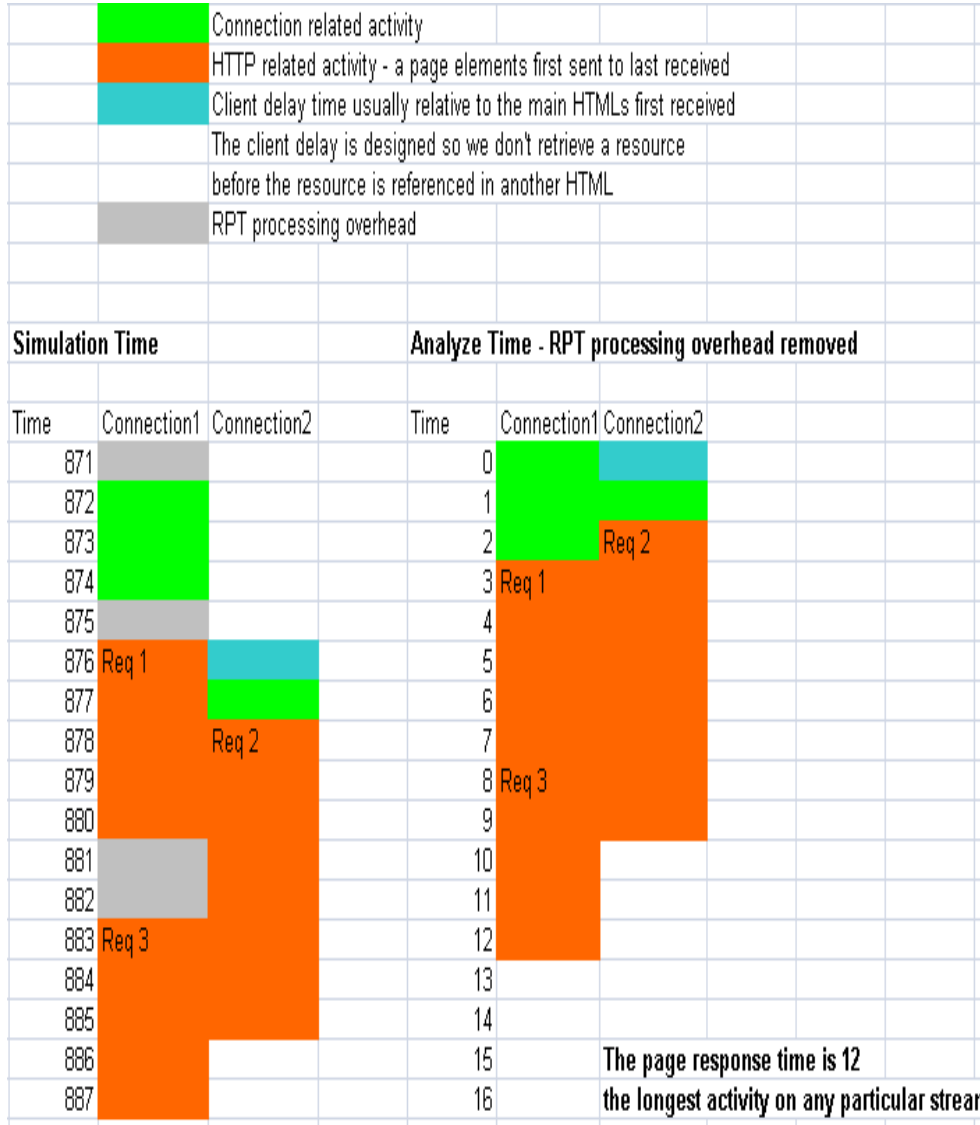 Connection related activity
HTTP related activity - a page elements first sent to last received
Client delay time usually relative to the main HTMLs first received
The client delay is designed so we don't retrieve a resource
before the resource is referenced in another HTML
RPT processing overhead
Simulation Time Analyze Time - RPT processing overhead removed
Time Connection1 Connection2 Time Connection1 Connection2
871 0
872 1
873 2 Req 2
874 3 Req 1
875 4
876 Req 1 5
877 6
878 Req 2 7
879 8 Req 3
880 9
881 10
882 11
883 Req 3 12
884 13
885 14
886 15 The page response time is 12
887 16 the longest activity on any particular